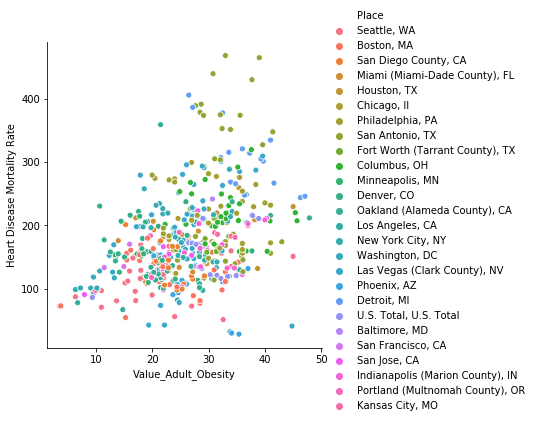 Place
Seattle, WA
Boston, MA
San Diego County, CA
Miami (Miami-Dade County), FL
Houston, TX
Chicago, Il
Philadelphia, PA
San Antonio, TX
Fort Worth (Tarrant County), TX
Columbus, OH
Minneapolis, MN
Denver, CO
Oakland (Alameda County), CA
Los Angeles, CA
New York City, NY
Washington, DC
Las Vegas (Clark County), NV
Phoenix, AZ
Detroit, MI
U.S. Total, U.S. Total
Baltimore, MD
San Francisco, CA
San Jose, CA
Indianapolis (Marion County), IN
Portland (Multnomah County), OR
Kansas City, MO
Heart Disease Mortality Rate
400
300
200
100
10 20 30 40 50
Value_Adult_Obesity